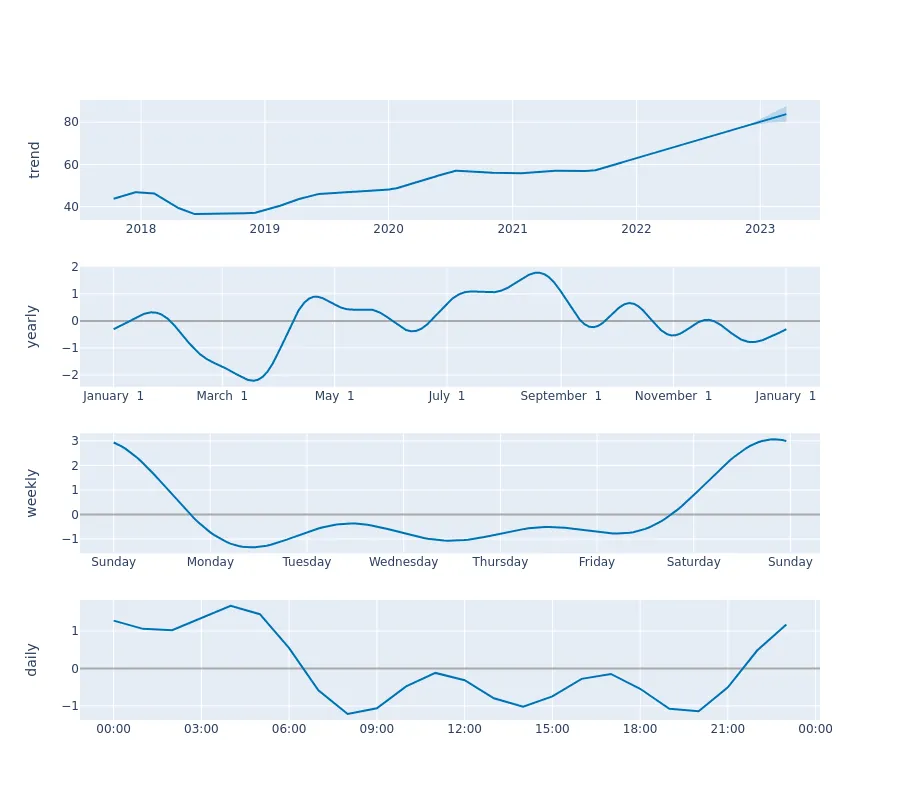 trend
80
60
40
2018 2019 2020 2021 2022 2023
yearly
2
1
0
−1
−2
January 1 March 1 May 1 July 1 September 1 November 1 January 1
weekly
3
2
1
0
−1
Sunday Monday Tuesday Wednesday Thursday Friday Saturday Sunday
daily
1
0
−1
00:00 03:00 06:00 09:00 12:00 15:00 18:00 21:00 00:00